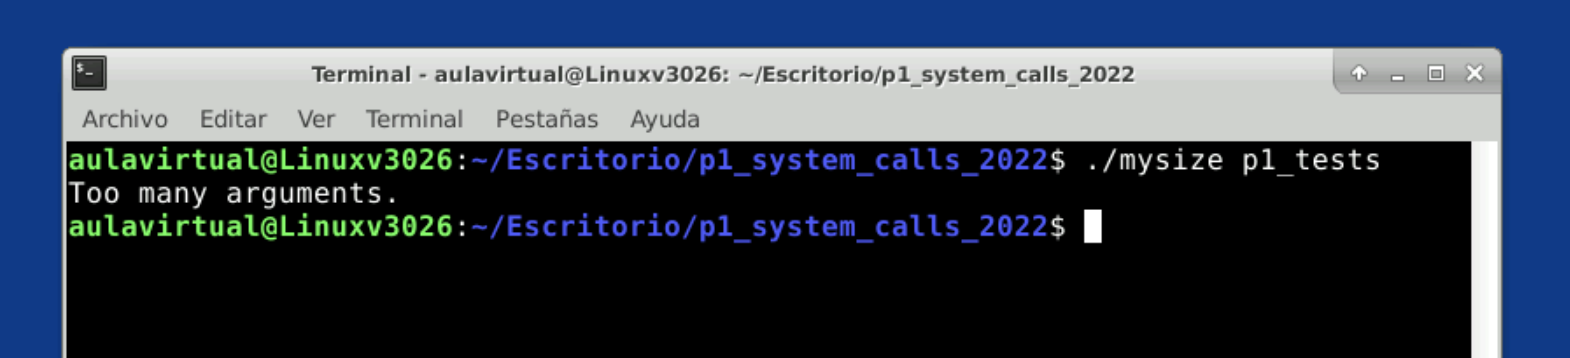 Terminal - aulavirtual@Linuxv3026: ~/Escritorio/p1_system_calls_2022
Archivo Editar Ver Terminal Pestañas Ayuda
aulavirtual@Linuxv3026:~/Escritorio/p1_system_calls_2022$ ./mysize p1_tests
Too many arguments.
aulavirtual@Linuxv3026:~/Escritorio/p1_system_calls_2022$